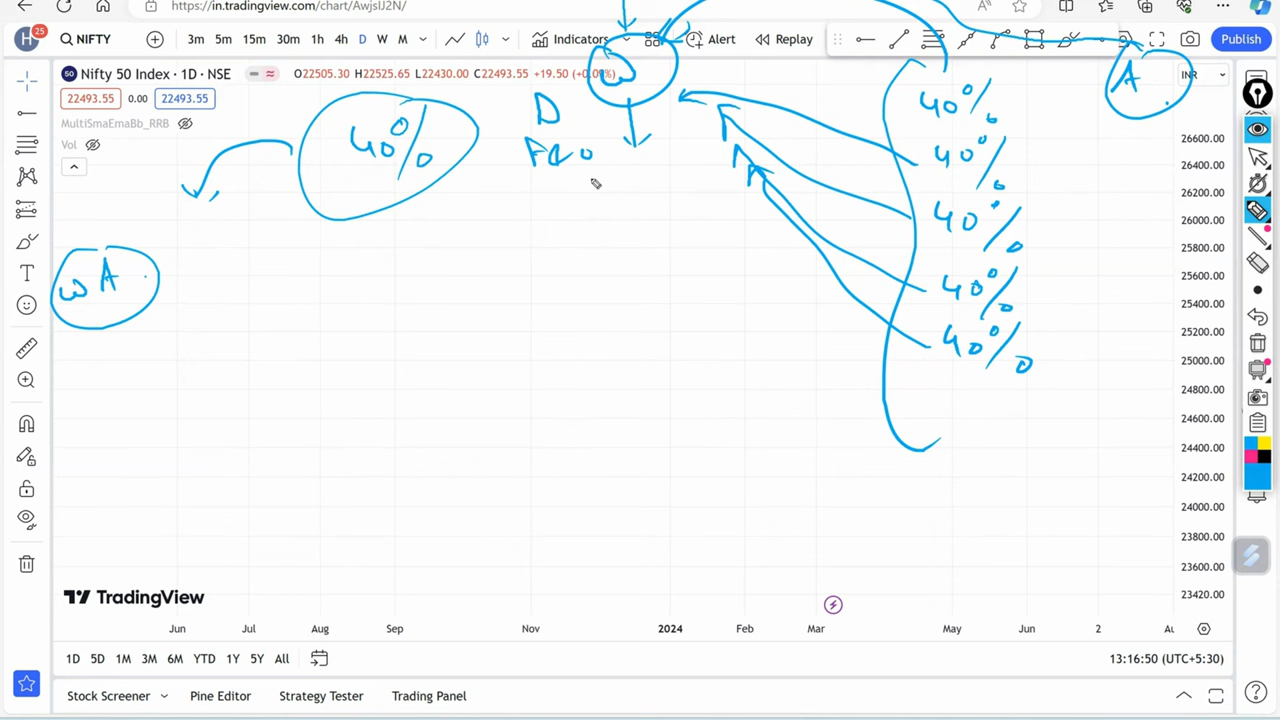 https://in.tradingview.com/chart/AwjsIJ2N/
H 25 NIFTY 3m 5m 15m 30m 1h 4h D W M Indicators Alert Replay Publish
50 Nifty 50 Index · 1D · NSE O22505.30 H22525.65 L22430.00 C22493.55 +19.50 (+0.09%) INR
22493.55 0.00 22493.55
MultiSmaEmaBb_RRB
Vol
W
A
D
F&O
40%
40%
40%
40%
40%
40%
WA
26600.00
26400.00
26200.00
26000.00
25800.00
25600.00
25400.00
25200.00
25000.00
24800.00
24600.00
24400.00
24200.00
24000.00
23800.00
23600.00
23420.00
TradingView
Jun Jul Aug Sep Nov 2024 Feb Mar May Jun 2
1D 5D 1M 3M 6M YTD 1Y 5Y All 13:16:50 (UTC+5:30)
Stock Screener Pine Editor Strategy Tester Trading Panel